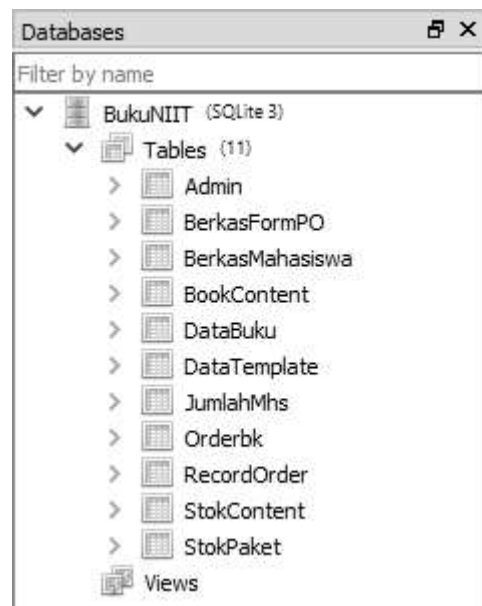 Databases
Filter by name
BukuNIIT (SQLite 3)
Tables (11)
Admin
BerkasFormPO
BerkasMahasiswa
BookContent
DataBuku
DataTemplate
JumlahMhs
Orderbk
RecordOrder
StokContent
StokPaket
Views